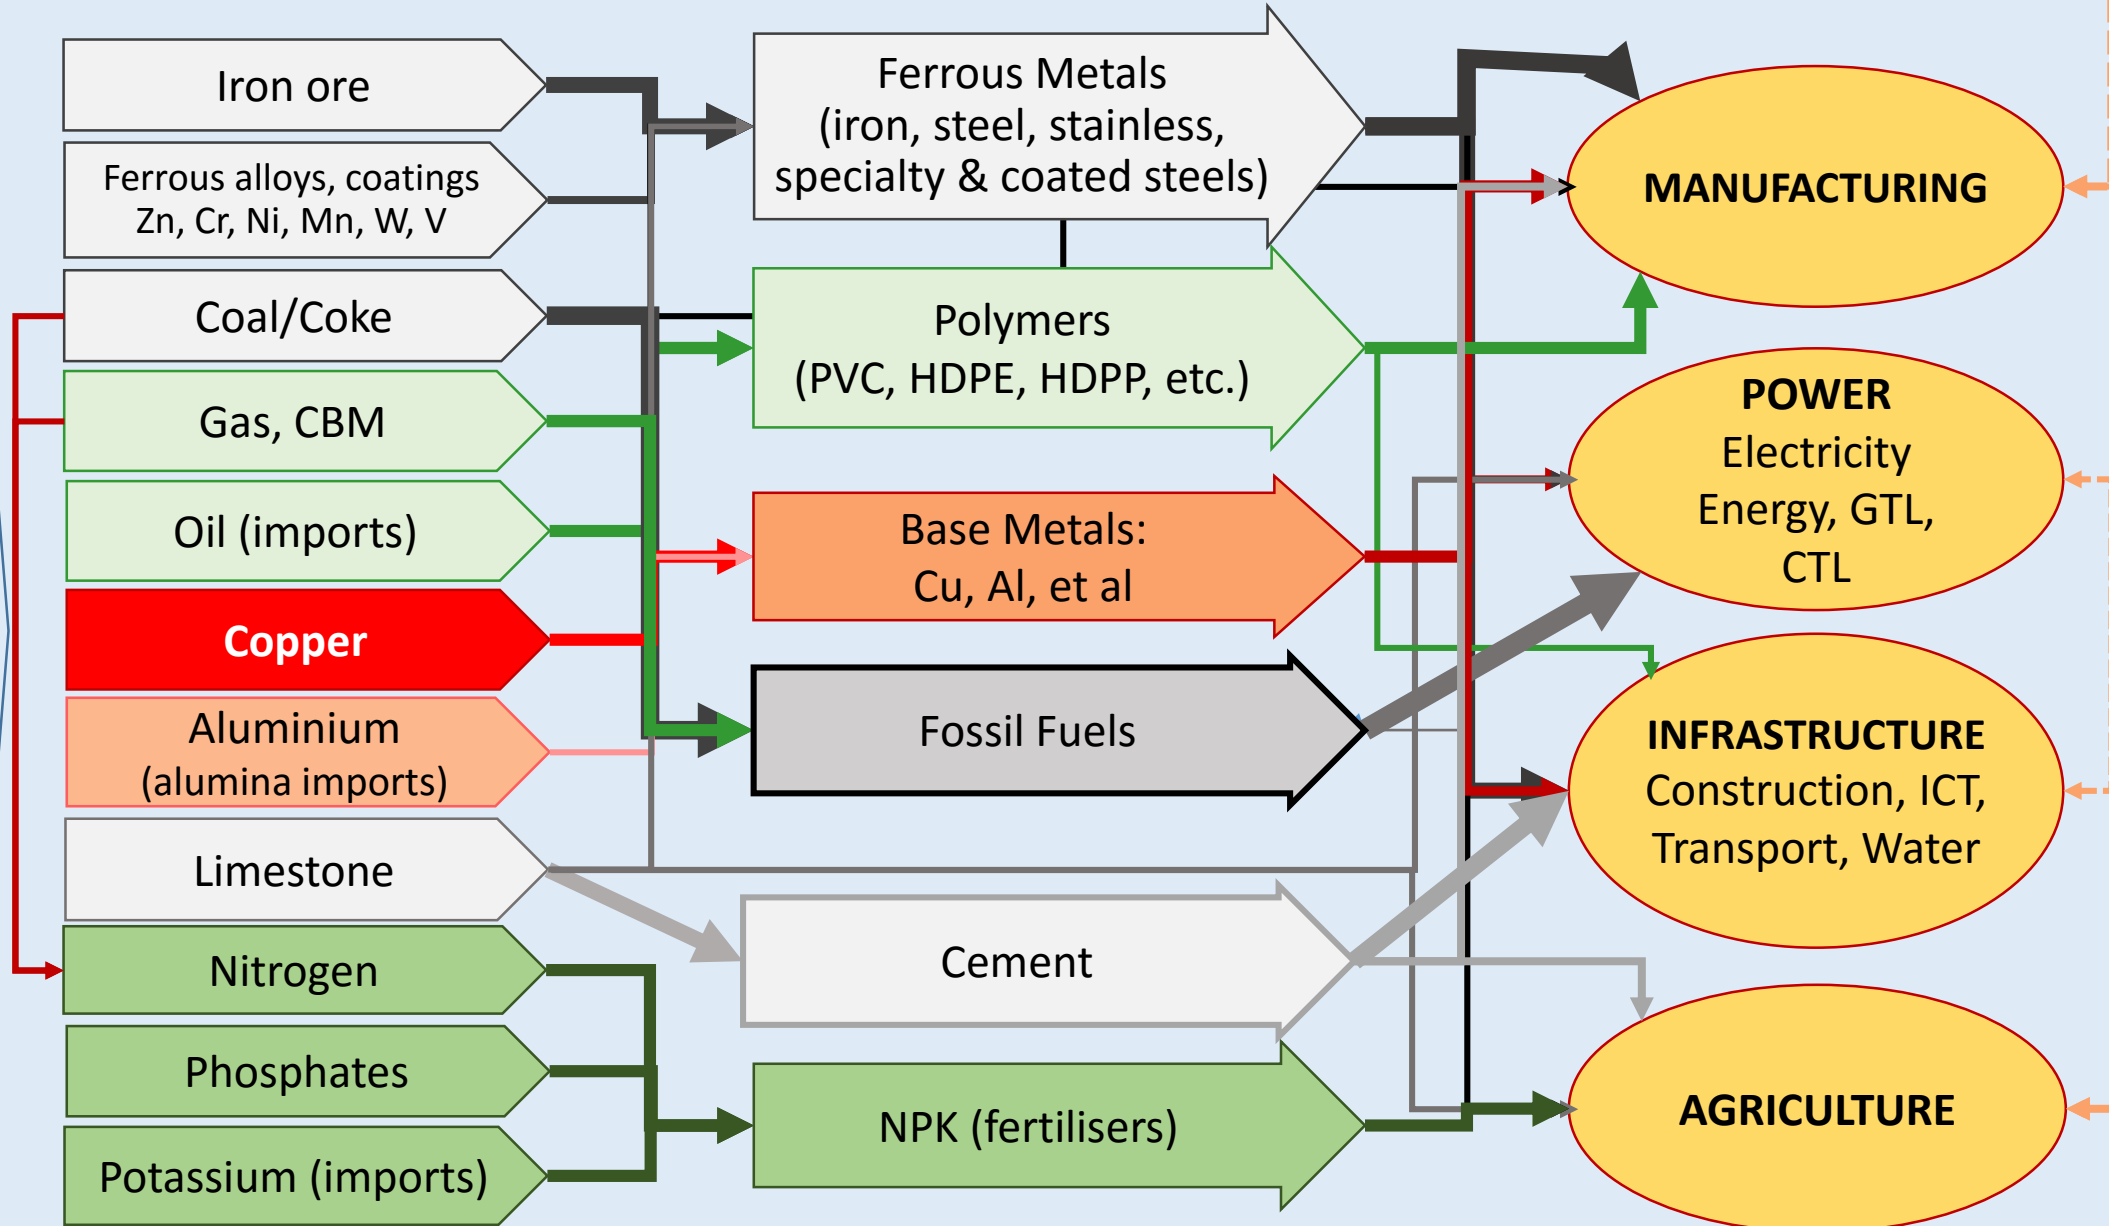 Iron ore
Ferrous alloys, coatings
Zn, Cr, Ni, Mn, W, V
Coal/Coke
Gas, CBM
Oil (imports)
Copper
Aluminium
(alumina imports)
Limestone
Nitrogen
Phosphates
Potassium (imports)
Ferrous Metals
(iron, steel, stainless,
specialty & coated steels)
Polymers
(PVC, HDPE, HDPP, etc.)
Base Metals:
Cu, Al, et al
Fossil Fuels
Cement
NPK (fertilisers)
MANUFACTURING
POWER
Electricity
Energy, GTL,
CTL
INFRASTRUCTURE
Construction, ICT,
Transport, Water
AGRICULTURE